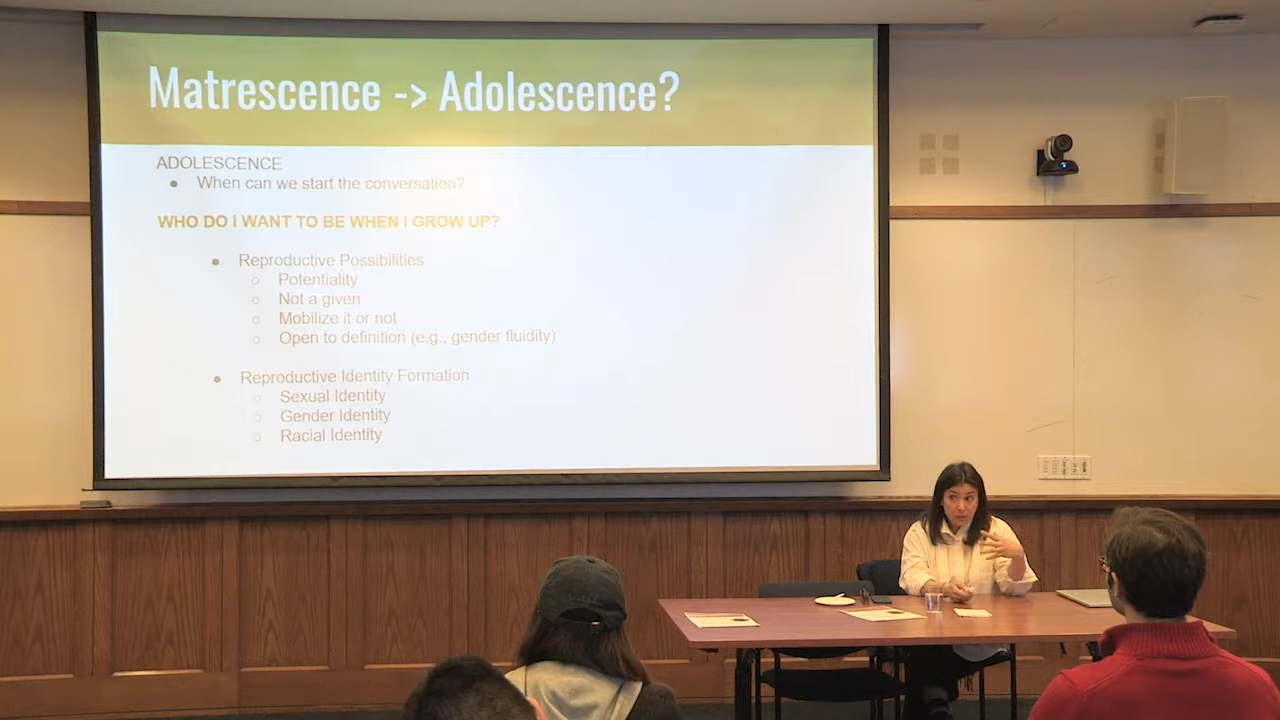 Matrescence -> Adolescence?
ADOLESCENCE
● When can we start the conversation?
WHO DO I WANT TO BE WHEN I GROW UP?
● Reproductive Possibilities
○ Potentiality
○ Not a given
○ Mobilize it or not
○ Open to definition (e.g., gender fluidity)
● Reproductive Identity Formation
○ Sexual Identity
○ Gender Identity
○ Racial Identity